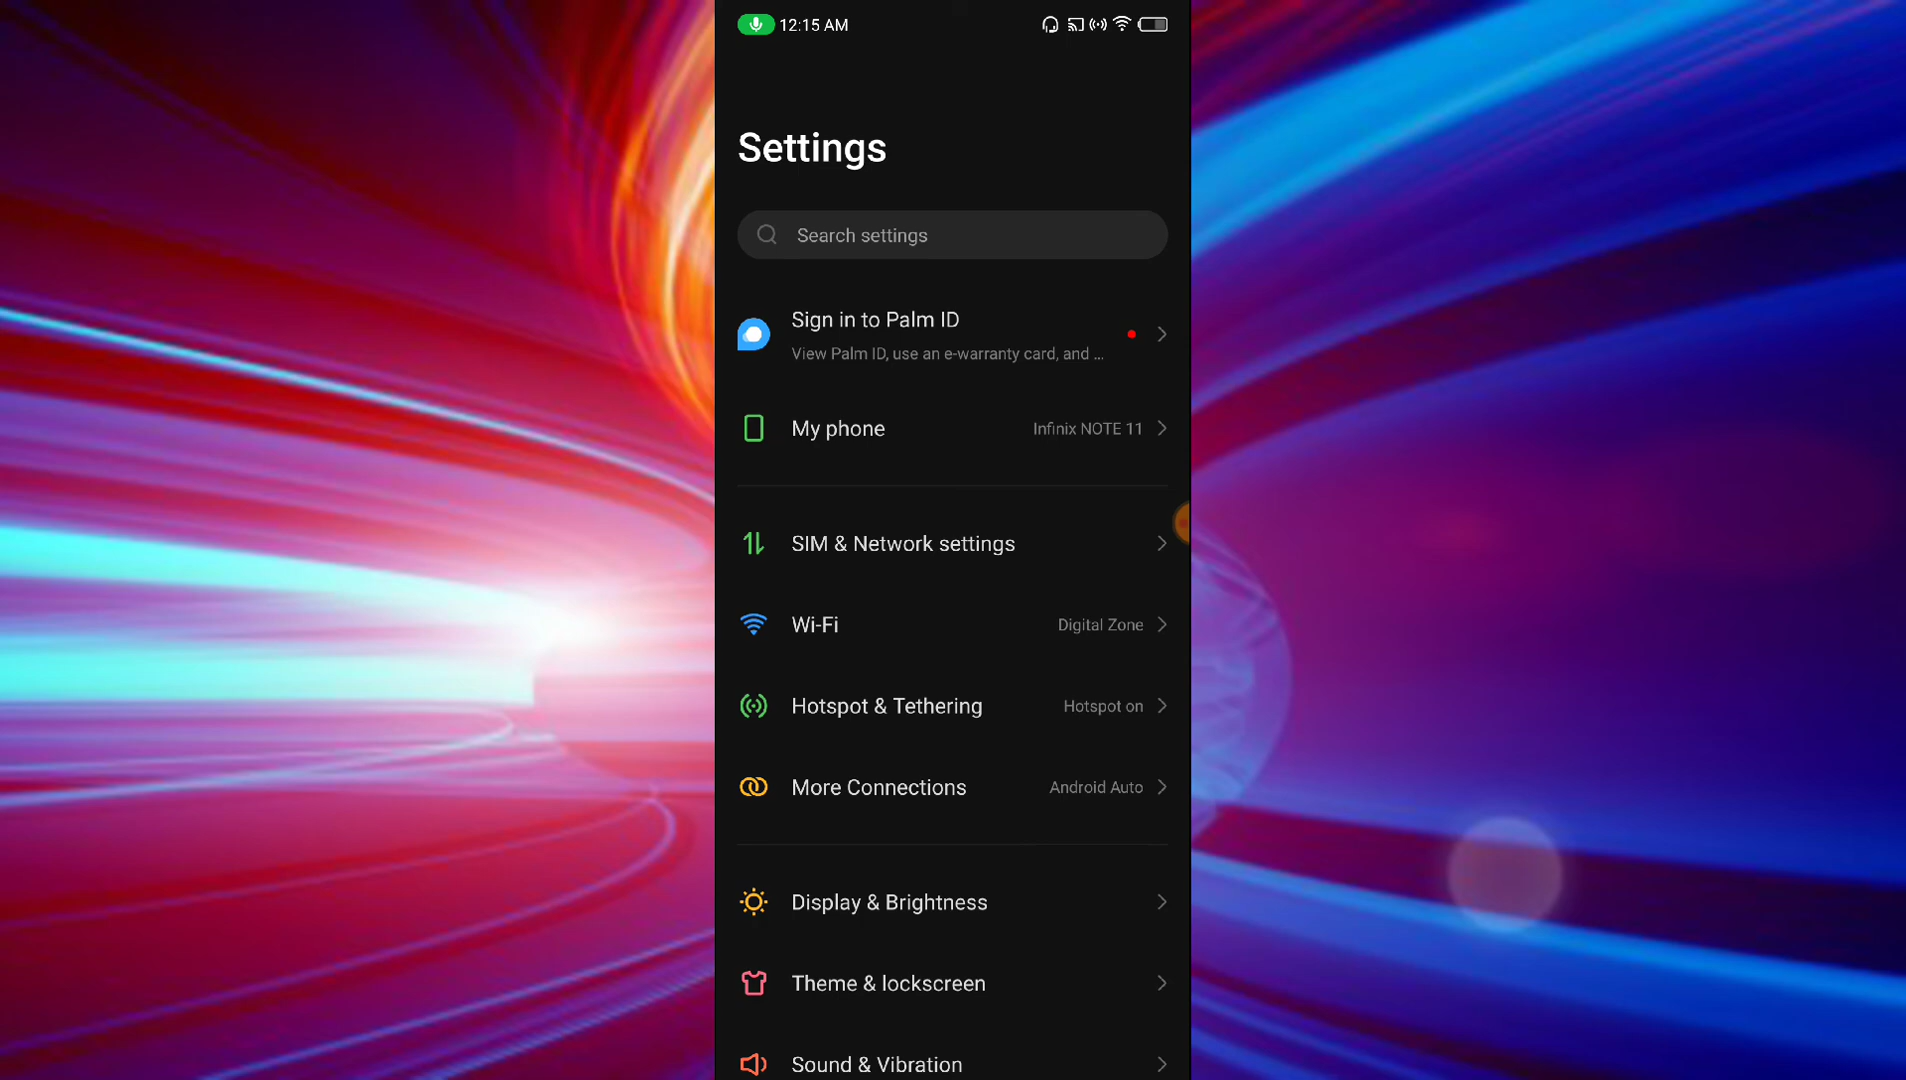 12:15 AM
Settings
Search settings
Sign in to Palm ID
View Palm ID, use an e-warranty card, and ...
My phone
Infinix NOTE 11
SIM & Network settings
Wi-Fi
Digital Zone
Hotspot & Tethering
Hotspot on
More Connections
Android Auto
Display & Brightness
Theme & lockscreen
Sound & Vibration